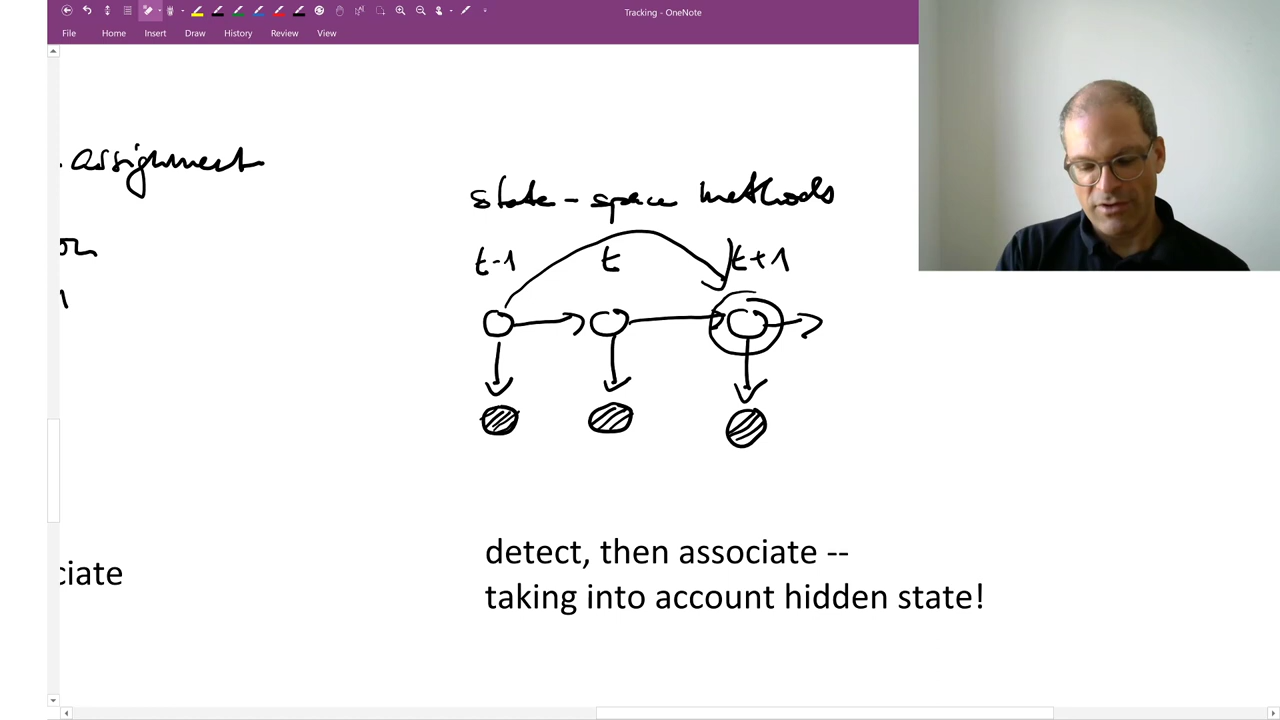 Tracking - OneNote
File Home Insert Draw History Review View
assignment
state-space methods
t-1 t t+1
detect, then associate --
taking into account hidden state!
ciate